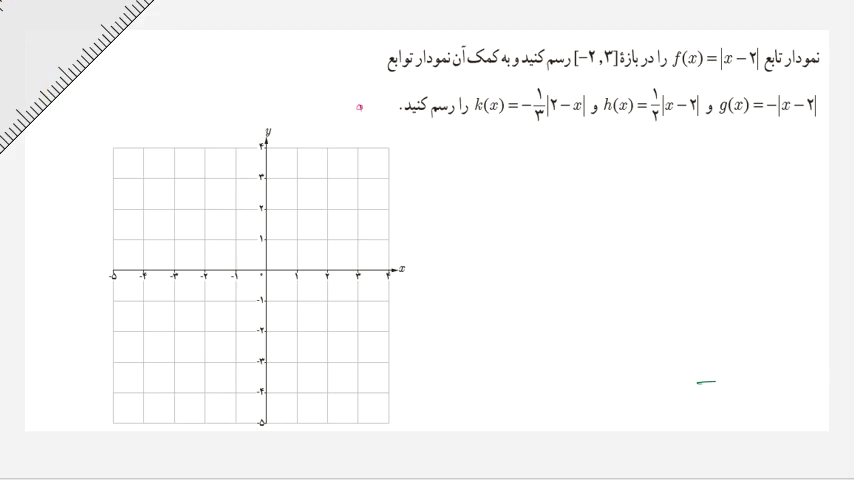 نمودار تابع f(x)=|x-۲| را در بازهٔ [-۲,۳] رسم کنید و به کمک آن نمودار توابع
g(x)=-|x-۲| و h(x)=۱/۲|x-۲| و k(x)=-۱/۳|۲-x| را رسم کنید.
y
۴
۳
۲
۱
-۵ -۴ -۳ -۲ -۱ ۰ ۱ ۲ ۳ ۴ x
-۱
-۲
-۳
-۴
-۵